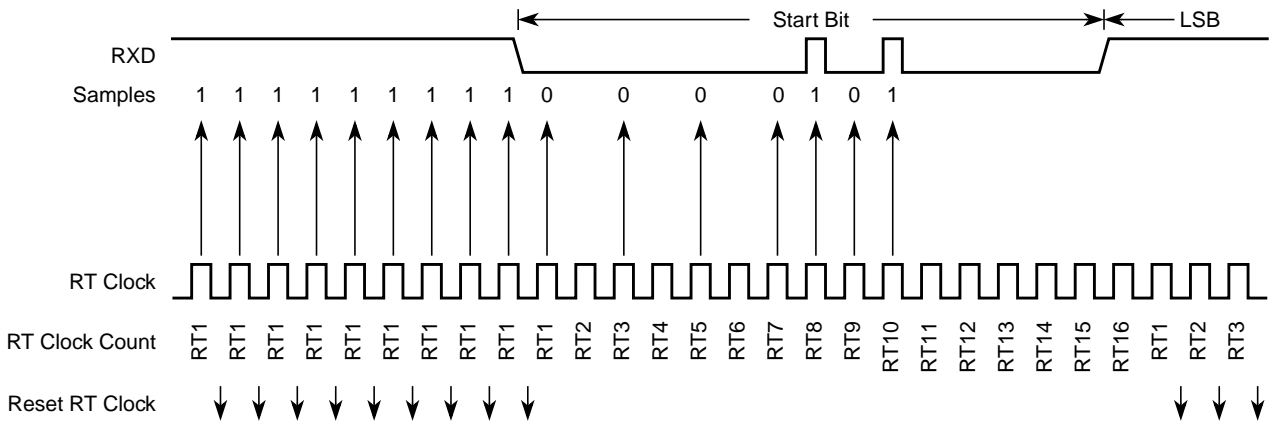 Start Bit LSB
RXD
Samples 1 1 1 1 1 1 1 1 1 0 0 0 0 1 0 1
RT Clock
RT Clock Count RT1 RT1 RT1 RT1 RT1 RT1 RT1 RT1 RT1 RT1 RT2 RT3 RT4 RT5 RT6 RT7 RT8 RT9 RT10 RT11 RT12 RT13 RT14 RT15 RT16 RT1 RT2 RT3
Reset RT Clock